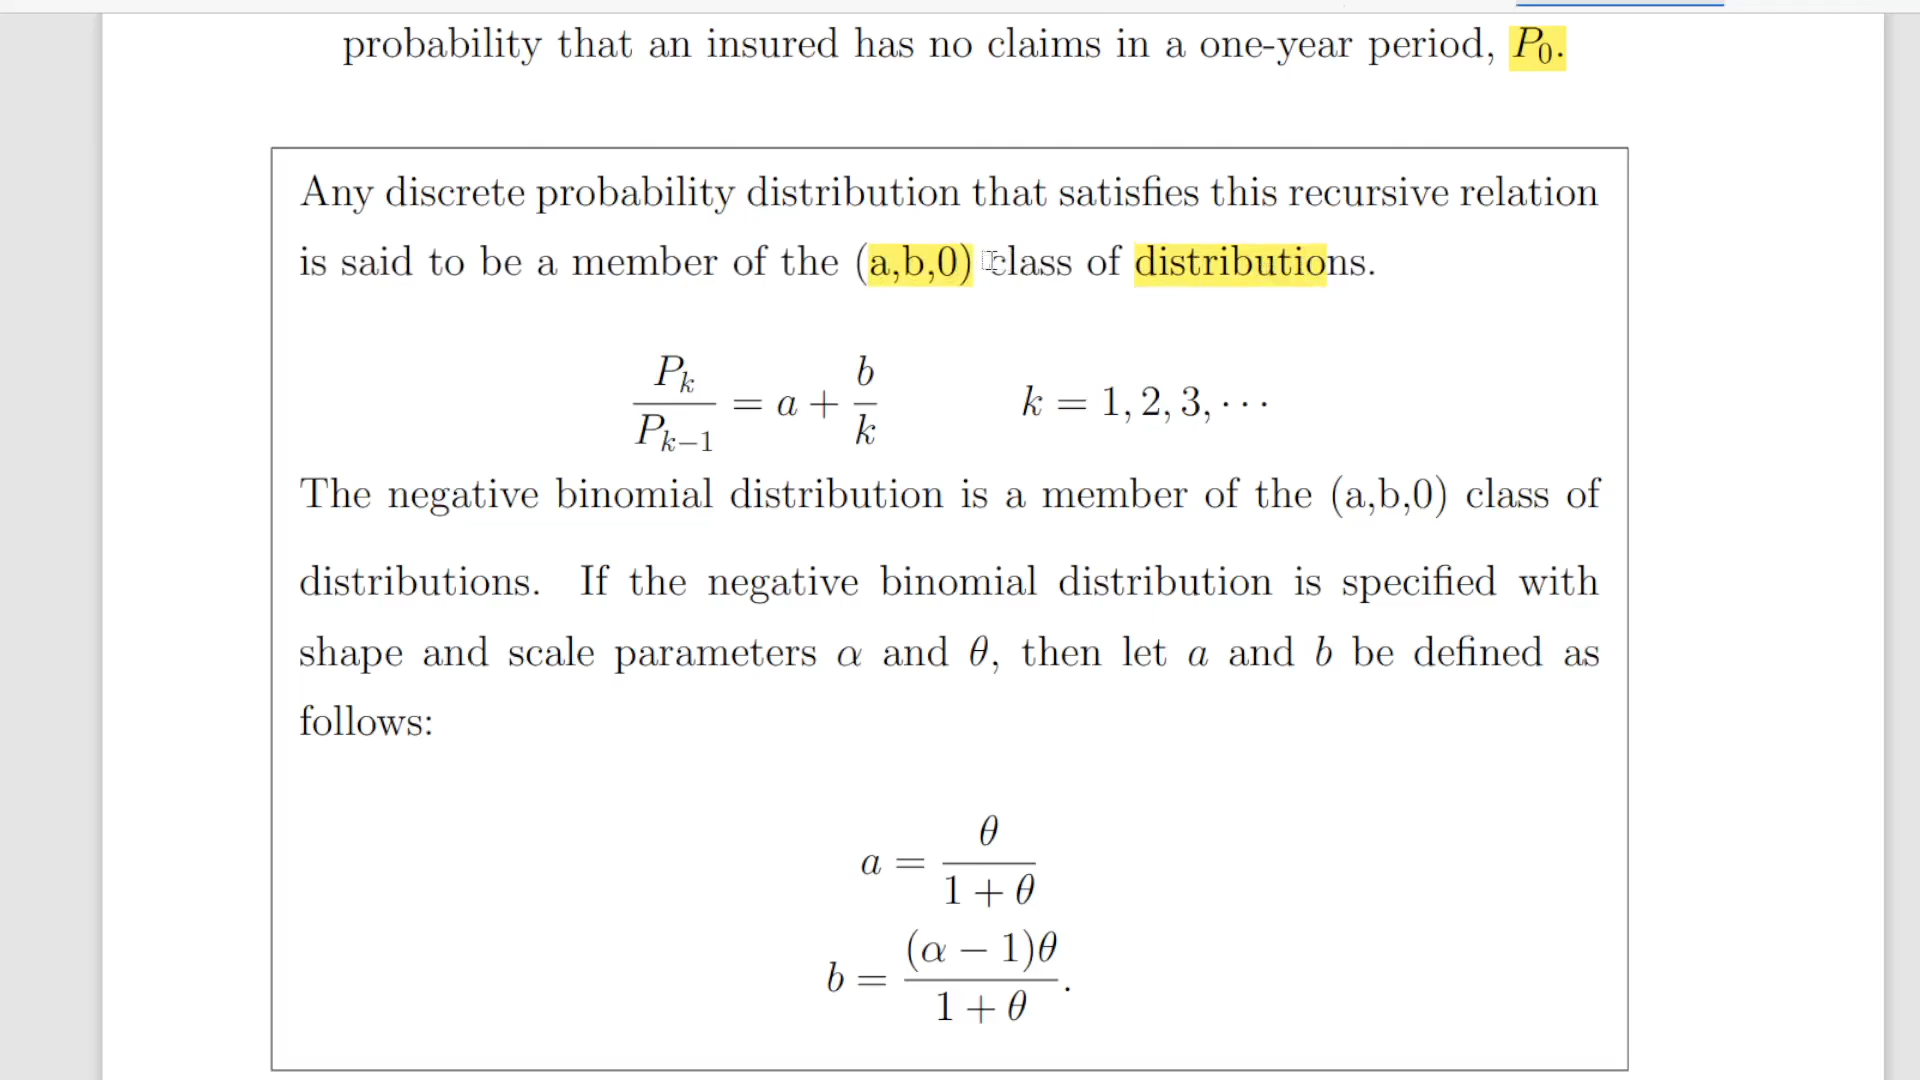 probability that an insured has no claims in a one-year period, P₀.
Any discrete probability distribution that satisfies this recursive relation
is said to be a member of the (a,b,0) class of distributions.
P_k / P_{k−1} = a + b/k    k = 1, 2, 3, ⋯
The negative binomial distribution is a member of the (a,b,0) class of
distributions. If the negative binomial distribution is specified with
shape and scale parameters α and θ, then let a and b be defined as
follows:
a = θ / (1 + θ)
b = (α − 1)θ / (1 + θ).